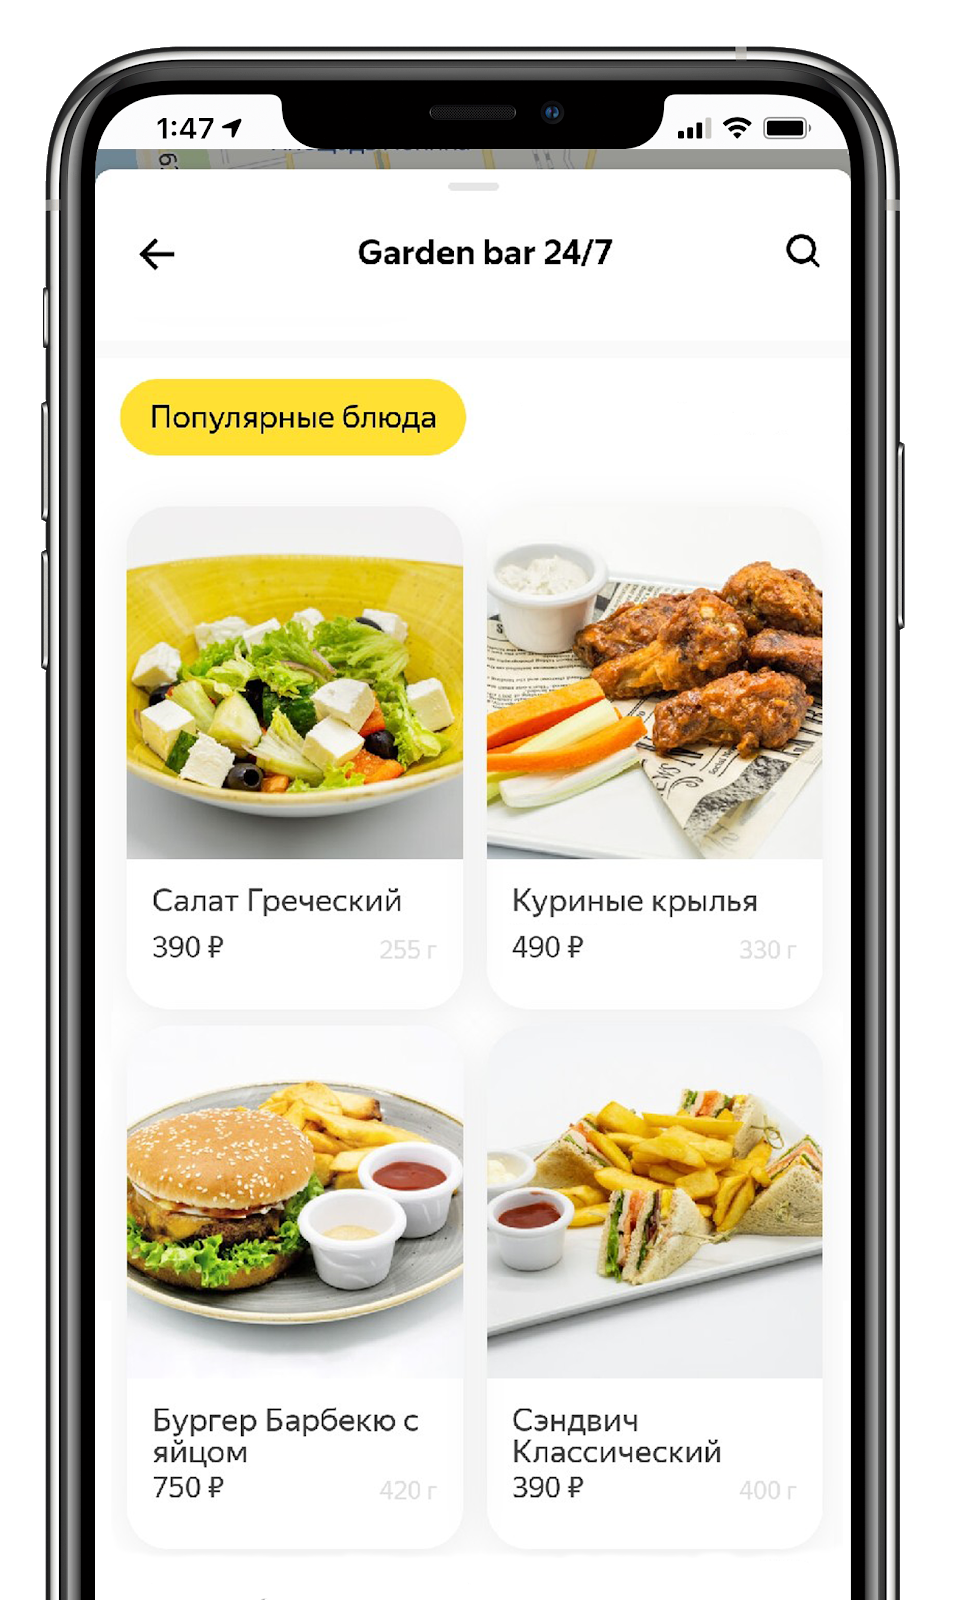 1:47
Garden bar 24/7
Популярные блюда
Салат Греческий
390 ₽
255 г
Куриные крылья
490 ₽
330 г
Бургер Барбекю с
яйцом
750 ₽
420 г
Сэндвич
Классический
390 ₽
400 г